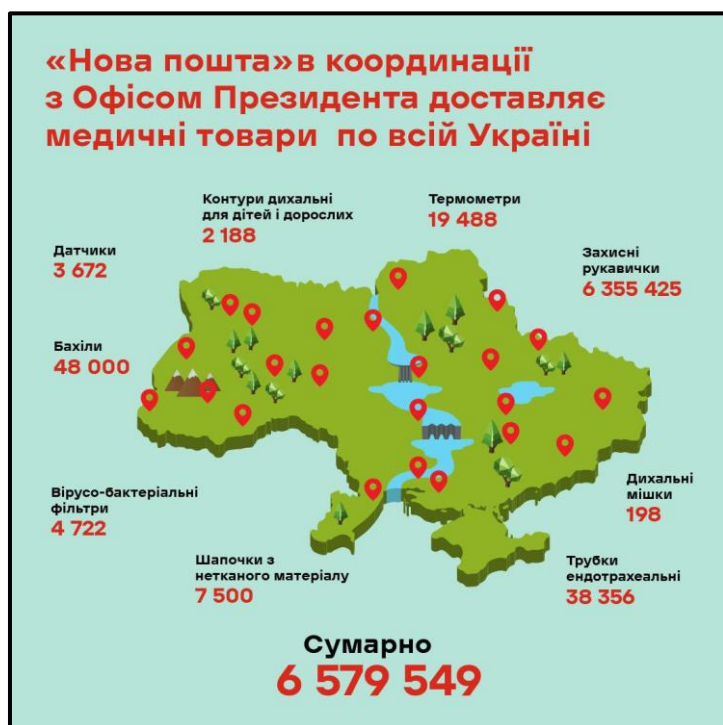 «Нова пошта» в координації
з Офісом Президента доставляє
медичні товари по всій Україні
Контури дихальні
для дітей і дорослих
2 188
Термометри
19 488
Датчики
3 672
Захисні
рукавички
6 355 425
Бахіли
48 000
Вірусо-бактеріальні
фільтри
4 722
Дихальні
мішки
198
Шапочки з
нетканого матеріалу
7 500
Трубки
ендотрахеальні
38 356
Сумарно
6 579 549